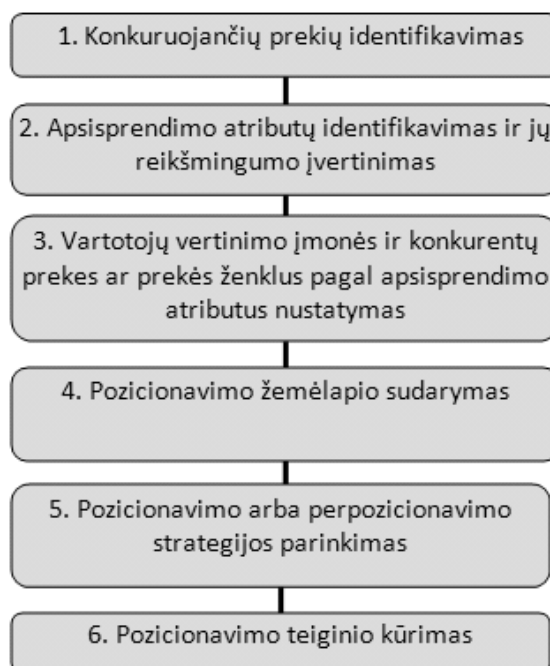 1. Konkuruojančių prekių identifikavimas
2. Apsisprendimo atributų identifikavimas ir jų
reikšmingumo įvertinimas
3. Vartotojų vertinimo įmonės ir konkurentų
prekes ar prekės ženklus pagal apsisprendimo
atributus nustatymas
4. Pozicionavimo žemėlapio sudarymas
5. Pozicionavimo arba perpozicionavimo
strategijos parinkimas
6. Pozicionavimo teiginio kūrimas